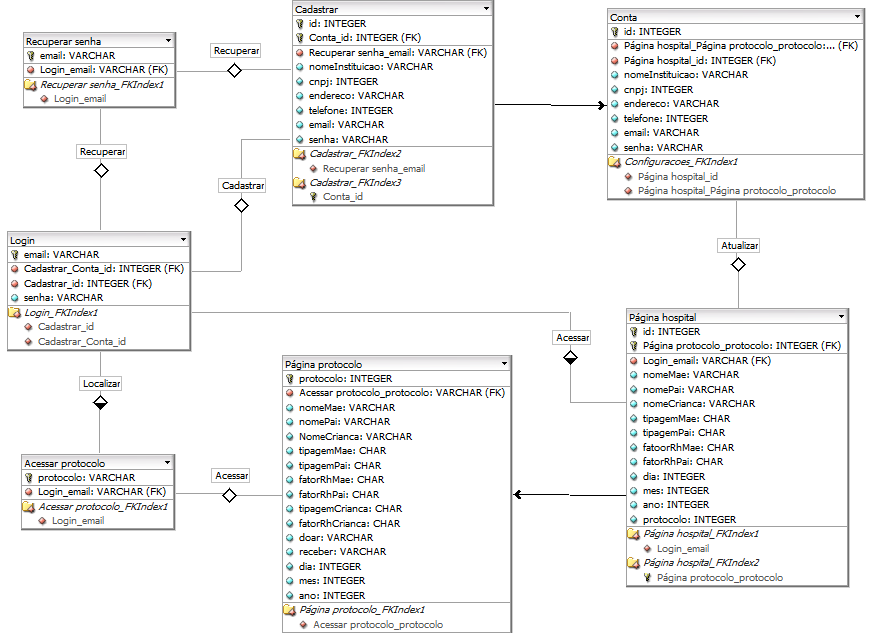 Recuperar senha
email: VARCHAR
Login_email: VARCHAR (FK)
Recuperar senha_FKIndex1
Login_email
Recuperar
Cadastrar
id: INTEGER
Conta_id: INTEGER (FK)
Recuperar senha_email: VARCHAR (FK)
nomeInstituicao: VARCHAR
cnpj: INTEGER
endereco: VARCHAR
telefone: INTEGER
email: VARCHAR
senha: VARCHAR
Cadastrar_FKIndex2
Recuperar senha_email
Cadastrar_FKIndex3
Conta_id
Conta
id: INTEGER
Página hospital_Página protocolo_protocolo:... (FK)
Página hospital_id: INTEGER (FK)
nomeInstituicao: VARCHAR
cnpj: INTEGER
endereco: VARCHAR
telefone: INTEGER
email: VARCHAR
senha: VARCHAR
Configuracoes_FKIndex1
Página hospital_id
Página hospital_Página protocolo_protocolo
Recuperar
Cadastrar
Atualizar
Login
email: VARCHAR
Cadastrar_Conta_id: INTEGER (FK)
Cadastrar_id: INTEGER (FK)
senha: VARCHAR
Login_FKIndex1
Cadastrar_id
Cadastrar_Conta_id
Acessar
Localizar
Página hospital
id: INTEGER
Página protocolo_protocolo: INTEGER (FK)
Login_email: VARCHAR (FK)
nomeMae: VARCHAR
nomePai: VARCHAR
nomeCrianca: VARCHAR
tipagemMae: CHAR
tipagemPai: CHAR
fatoorRhMae: CHAR
fatorRhPai: CHAR
dia: INTEGER
mes: INTEGER
ano: INTEGER
protocolo: INTEGER
Página hospital_FKIndex1
Login_email
Página hospital_FKIndex2
Página protocolo_protocolo
Página protocolo
protocolo: INTEGER
Acessar protocolo_protocolo: VARCHAR (FK)
nomeMae: VARCHAR
nomePai: VARCHAR
NomeCrianca: VARCHAR
tipagemMae: CHAR
tipagemPai: CHAR
fatorRhMae: CHAR
fatorRhPai: CHAR
tipagemCrianca: CHAR
fatorRhCrianca: CHAR
doar: VARCHAR
receber: VARCHAR
dia: INTEGER
mes: INTEGER
ano: INTEGER
Página protocolo_FKIndex1
Acessar protocolo_protocolo
Acessar protocolo
protocolo: VARCHAR
Login_email: VARCHAR (FK)
Acessar protocolo_FKIndex1
Login_email
Acessar